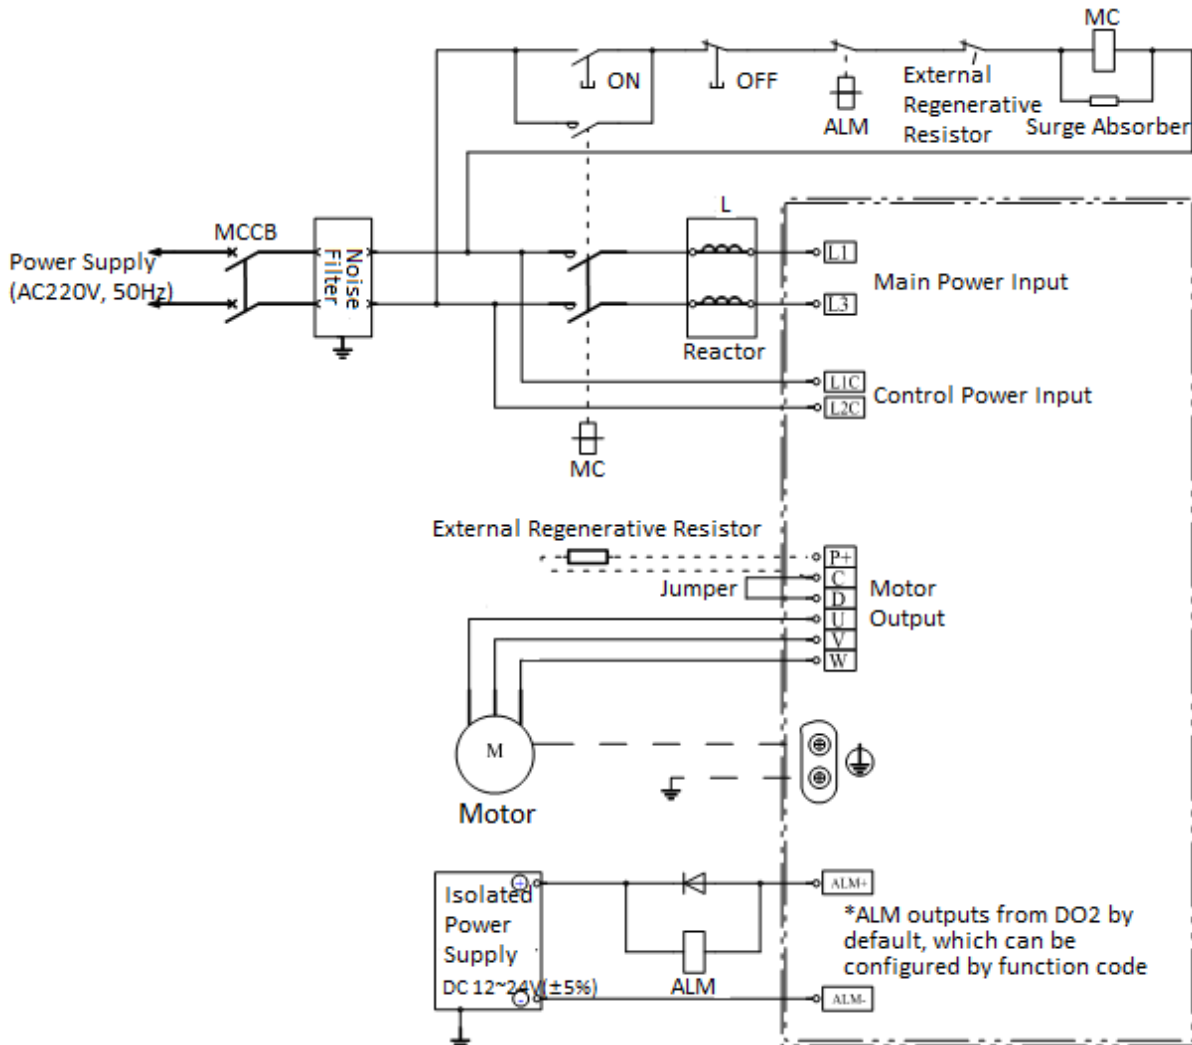 MC
ON
OFF
ALM
External
Regenerative
Resistor
Surge Absorber
MCCB
Power Supply
(AC220V, 50Hz)
Noise
Filter
L
Reactor
L1
Main Power Input
L3
L1C
Control Power Input
L2C
MC
External Regenerative Resistor
P+
C
Jumper
D
Motor
Output
U
V
W
M
Motor
Isolated
Power
Supply
DC 12~24V(±5%)
+
-
ALM
ALM+
*ALM outputs from DO2 by
default, which can be
configured by function code
ALM-